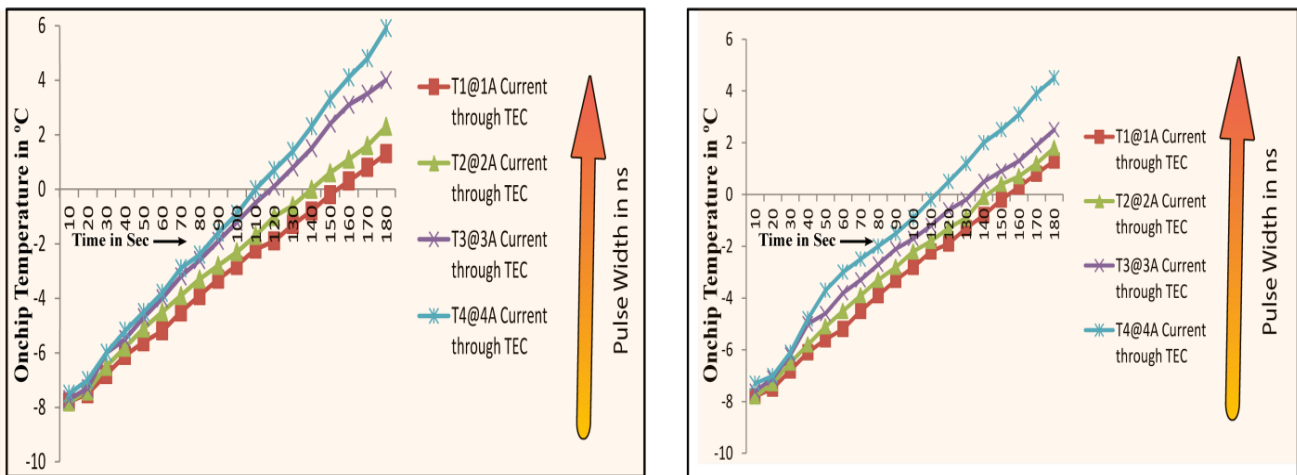 Onchip Temperature in ºC
6
4
2
0
-2
-4
-6
-8
-10
10 20 30 40 50 60 70 80 90 100 110 120 130 140 150 160 170 180
Time in Sec
T1@1A Current
through TEC
T2@2A Current
through TEC
T3@3A Current
through TEC
T4@4A Current
through TEC
Pulse Width in ns
Onchip Temperature in ºC
6
4
2
0
-2
-4
-6
-8
-10
10 20 30 40 50 60 70 80 90 100 110 120 130 140 150 160 170 180
Time in Sec
T1@1A Current
through TEC
T2@2A Current
through TEC
T3@3A Current
through TEC
T4@4A Current
through TEC
Pulse Width in ns